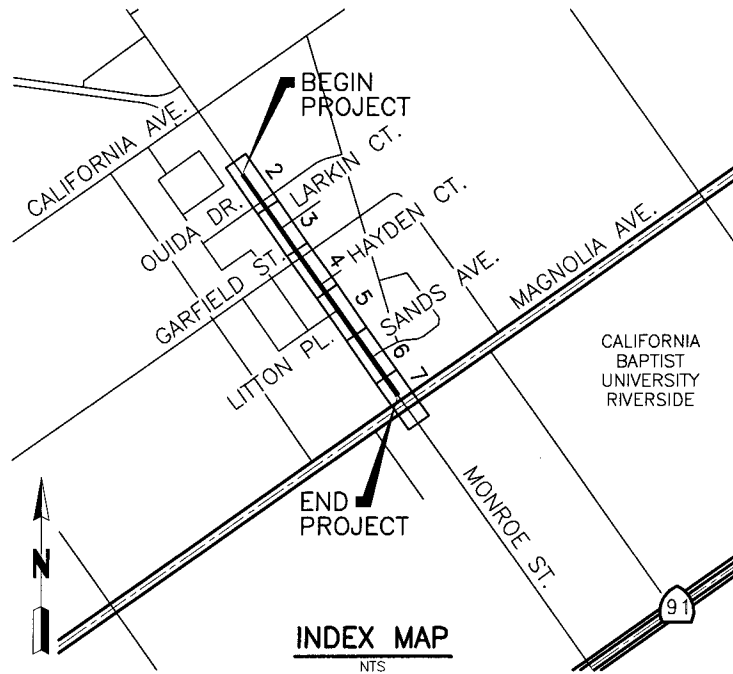 BEGIN
PROJECT
CALIFORNIA AVE.
2
LARKIN CT.
OUIDA DR.
3
HAYDEN CT.
GARFIELD ST.
4
MAGNOLIA AVE.
5
SANDS AVE.
LITTON PL.
6
7
CALIFORNIA
BAPTIST
UNIVERSITY
RIVERSIDE
END
PROJECT
MONROE ST.
N
91
INDEX MAP
NTS